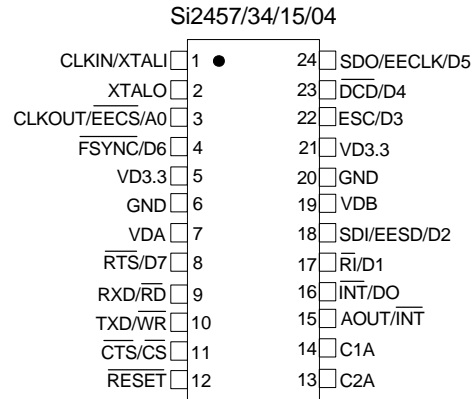 Si2457/34/15/04
CLKIN/XTALI 1 24 SDO/EECLK/D5
XTALO 2 23 DCD/D4
CLKOUT/EECS/A0 3 22 ESC/D3
FSYNC/D6 4 21 VD3.3
VD3.3 5 20 GND
GND 6 19 VDB
VDA 7 18 SDI/EESD/D2
RTS/D7 8 17 RI/D1
RXD/RD 9 16 INT/DO
TXD/WR 10 15 AOUT/INT
CTS/CS 11 14 C1A
RESET 12 13 C2A